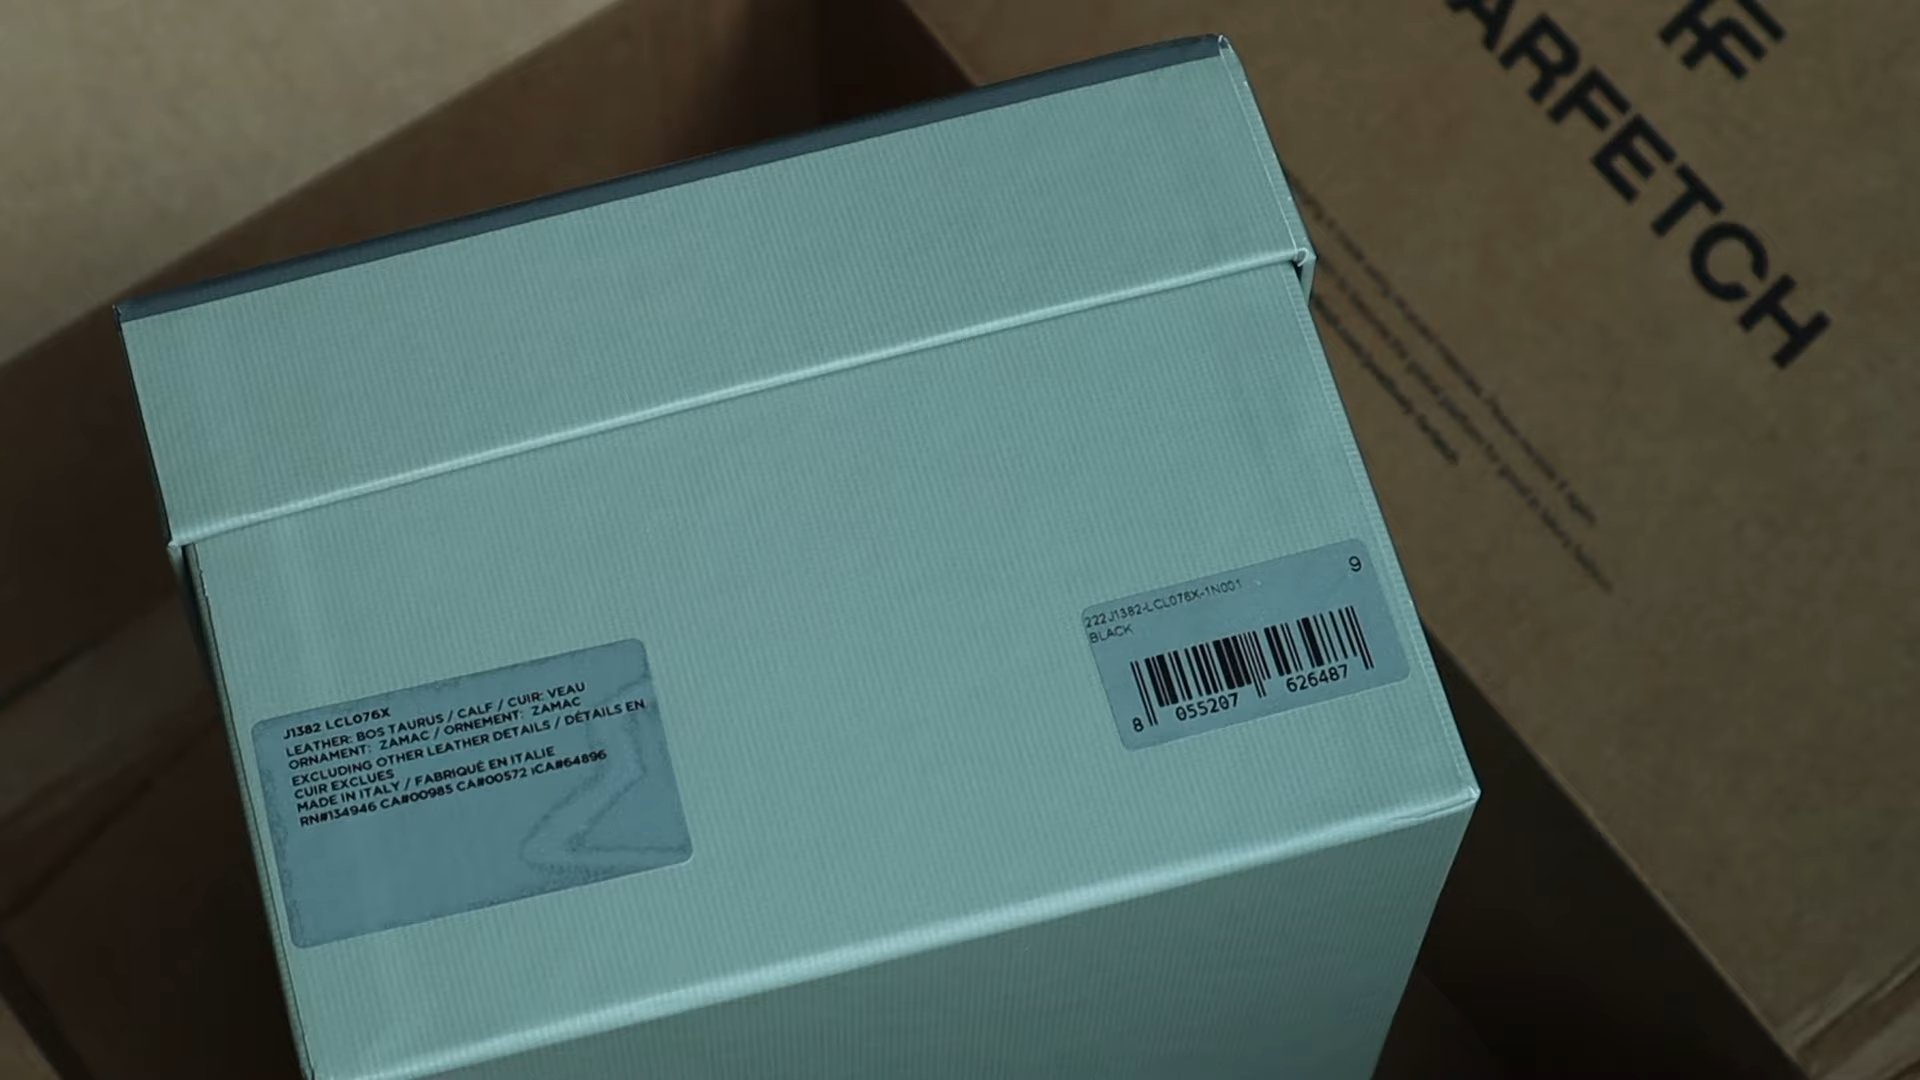 ARFETCH
J1382 LCL076X
LEATHER: BOS TAURUS / CALF / CUIR: VEAU
ORNAMENT: ZAMAC / ORNEMENT: ZAMAC
EXCLUDING OTHER LEATHER DETAILS / DÉTAILS EN
CUIR EXCLUES
MADE IN ITALY / FABRIQUÉ EN ITALIE
RN#134946 CA#00985 CA#00572 ICA#64896
222J1382-LCL076X-1N001 9
BLACK
8 055207 626487